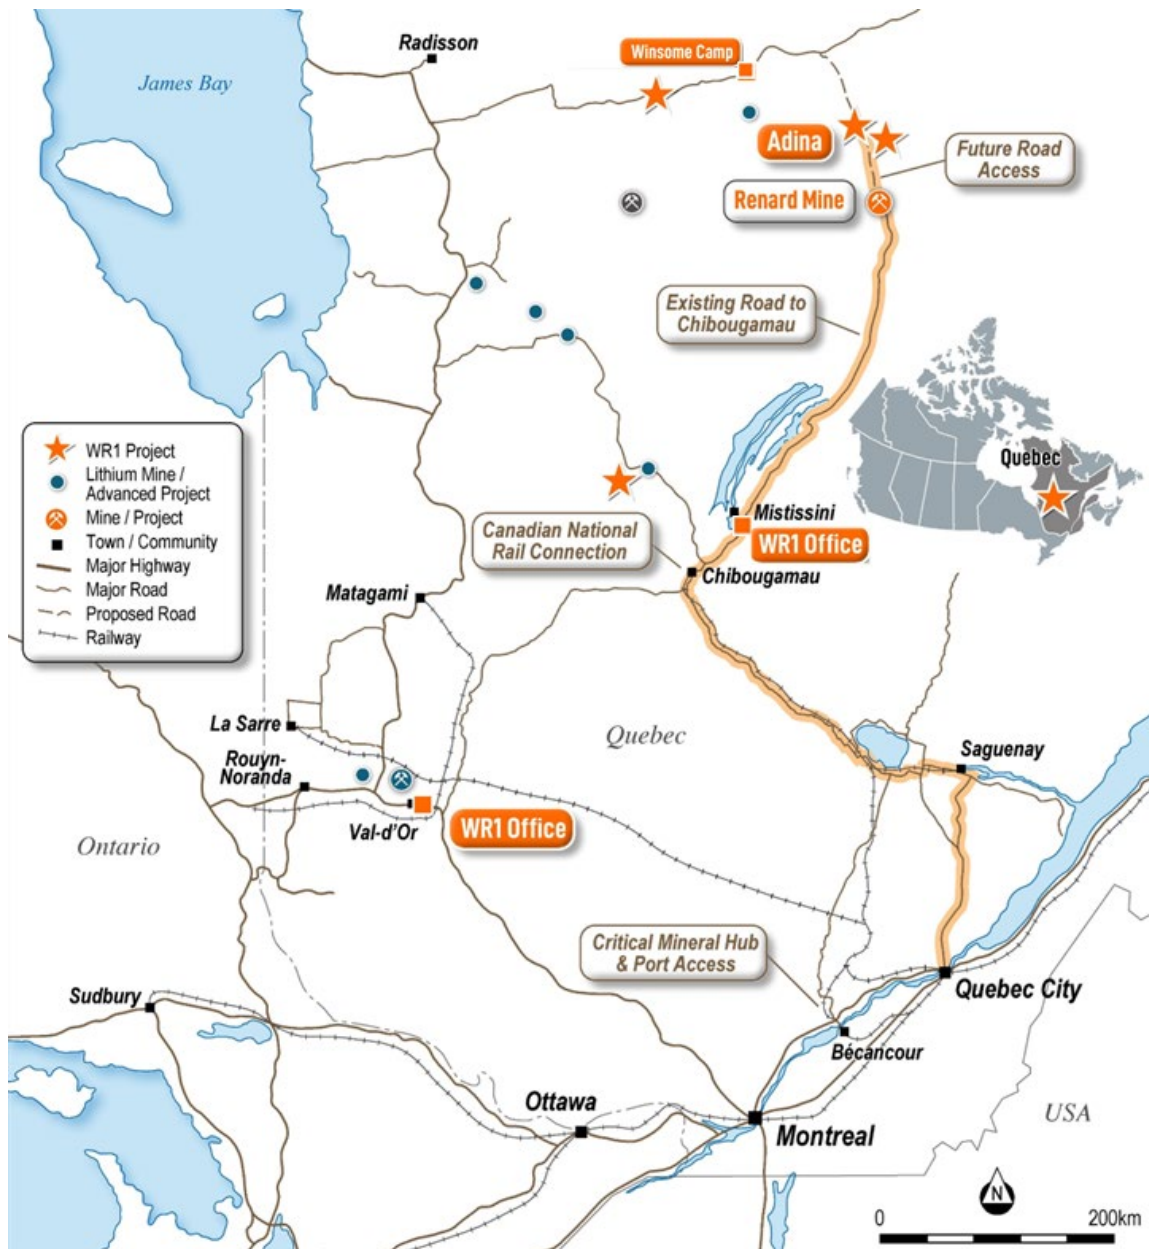 Radisson
Winsome Camp
James Bay
Adina
Future Road
Access
Renard Mine
Existing Road to
Chibougamau
WR1 Project
Lithium Mine /
Advanced Project
Mine / Project
Town / Community
Major Highway
Major Road
Proposed Road
Railway
Quebec
Mistissini
WR1 Office
Canadian National
Rail Connection
Chibougamau
Matagami
La Sarre
Quebec
Saguenay
Rouyn-
Noranda
Val-d'Or
WR1 Office
Ontario
Critical Mineral Hub
& Port Access
Sudbury
Quebec City
Bécancour
Ottawa
Montreal
USA
N
0
200km